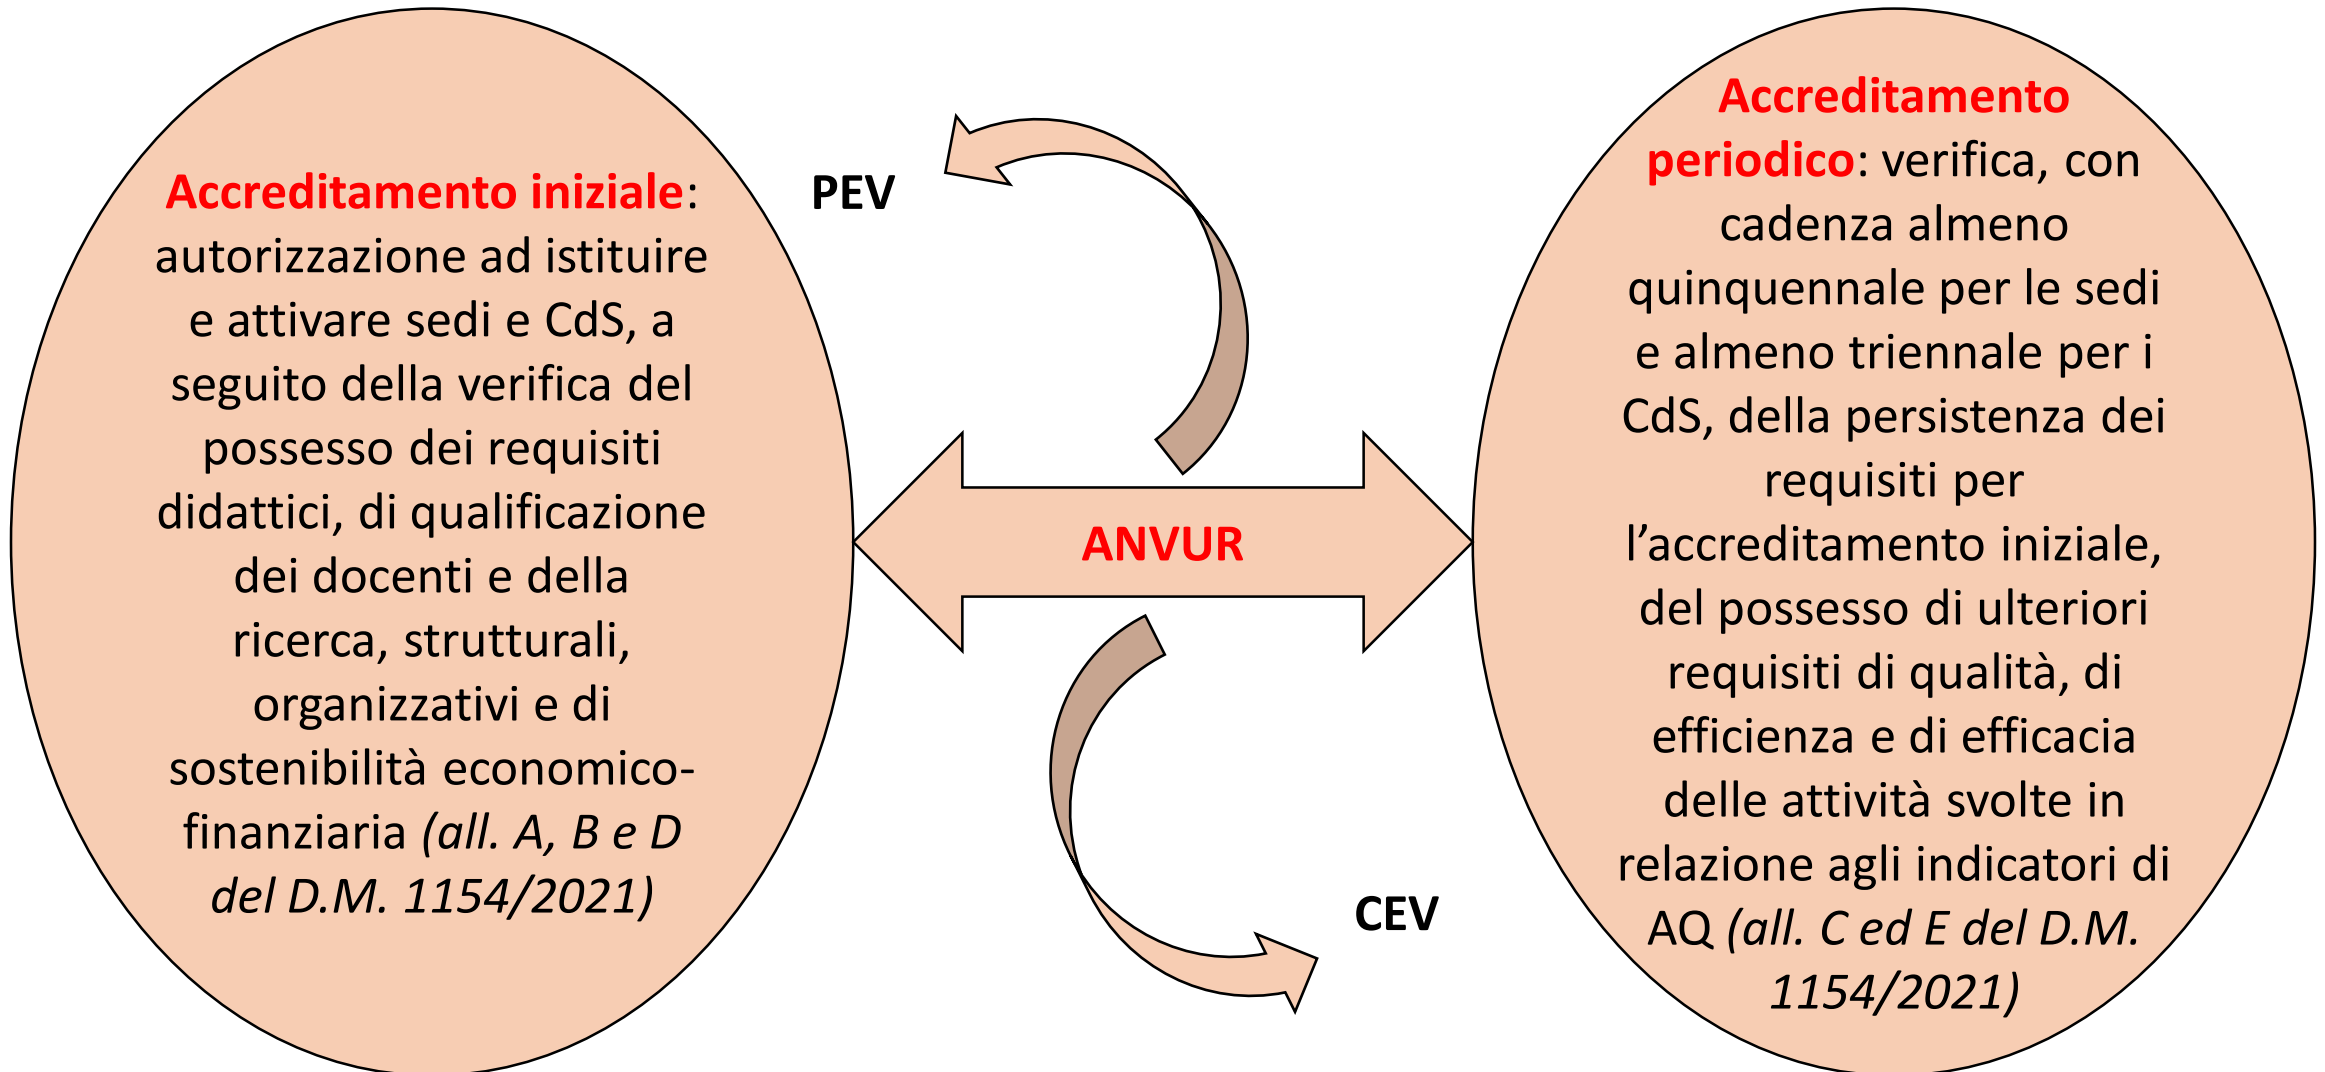 Accreditamento iniziale:
autorizzazione ad istituire
e attivare sedi e CdS, a
seguito della verifica del
possesso dei requisiti
didattici, di qualificazione
dei docenti e della
ricerca, strutturali,
organizzativi e di
sostenibilità economico-
finanziaria (all. A, B e D
del D.M. 1154/2021)
PEV
ANVUR
CEV
Accreditamento
periodico: verifica, con
cadenza almeno
quinquennale per le sedi
e almeno triennale per i
CdS, della persistenza dei
requisiti per
l’accreditamento iniziale,
del possesso di ulteriori
requisiti di qualità, di
efficienza e di efficacia
delle attività svolte in
relazione agli indicatori di
AQ (all. C ed E del D.M.
1154/2021)